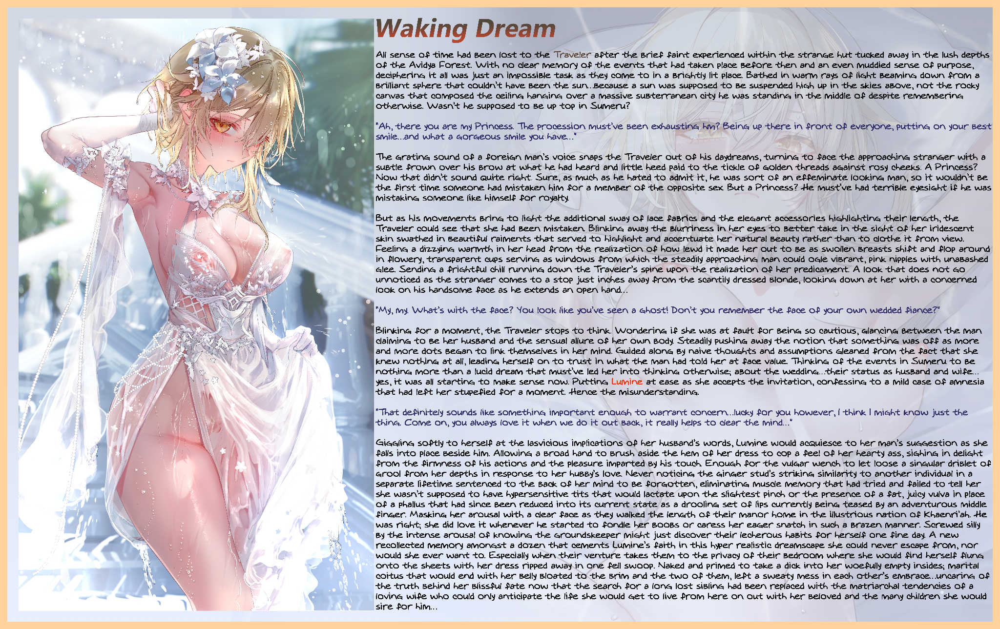 Waking Dream
All sense of time had been lost to the Traveler after the brief faint experienced within the strange hut tucked away in the lush depths
of the Avidya Forest. With no clear memory of the events that had taken place before then and an even muddied sense of purpose,
deciphering it all was just an impossible task as they come to in a brightly lit place. Bathed in warm rays of light beaming down from a
brilliant sphere that couldn't have been the sun...because a sun was supposed to be suspended high up in the skies above, not the rocky
canvas that composed the ceiling hanging over a massive subterranean city he was standing in the middle of despite remembering
otherwise. Wasn't he supposed to be up top in Sumeru?
"Ah, there you are my Princess. The procession must've been exhausting hm? Being up there in front of everyone, putting on your best
smile...and what a gorgeous smile you have..."
The grating sound of a foreign man's voice snaps the Traveler out of his daydreams, turning to face the approaching stranger with a
subtle frown over his brow at what he had heard and little heed paid to the tickle of golden threads against rosy cheeks. A Princess?
Now that didn't sound quite right. Sure, as much as he hated to admit it, he was sort of an effeminate looking man, so it wouldn't be
the first time someone had mistaken him for a member of the opposite sex. But a Princess? He must've had terrible eyesight if he was
mistaking someone like himself for royalty.
But as his movements bring to light the additional sway of lace fabrics and the elegant accessories highlighting their length, the
Traveler could see that she had been mistaken. Blinking away the blurriness in her eyes to better take in the sight of her iridescent
skin swathed in beautiful raiments that served to highlight and accentuate her natural beauty rather than to clothe it from view.
Feeling a dizzying warmth in her head from the realization of how lewd it made her out to be as swollen breasts shift and flop around
in flowery, transparent cups serving as windows from which the steadily approaching man could ogle vibrant, pink nipples with unabashed
glee. Sending a frightful chill running down the Traveler's spine upon the realization of her predicament. A look that does not go
unnoticed as the stranger comes to a stop just inches away from the scantily dressed blonde, looking down at her with a concerned
look on his handsome face as he extends an open hand...
"My, my. What's with the face? You look like you've seen a ghost! Don't you remember the face of your own wedded fiance?"
Blinking for a moment, the Traveler stops to think. Wondering if she was at fault for being so cautious, glancing between the man
claiming to be her husband and the sensual allure of her own body. Steadily pushing away the notion that something was off as more
and more dots began to link themselves in her mind. Guided along by naive thoughts and assumptions gleaned from the fact that she
knew nothing at all, leading herself on to trust in what the man had told her at face value. Thinking of the events in Sumeru to be
nothing more than a lucid dream that must've led her into thinking otherwise; about the wedding...their status as husband and wife...
yes, it was all starting to make sense now. Putting Lumine at ease as she accepts the invitation, confessing to a mild case of amnesia
that had left her stupefied for a moment. Hence the misunderstanding.
"That definitely sounds like something important enough to warrant concern...lucky for you however, I think I might know just the
thing. Come on, you always love it when we do it out back, it really helps to clear the mind..."
Giggling softly to herself at the lasvicious implications of her husband's words, Lumine would acquiesce to her man's suggestion as she
falls into place beside him. Allowing a broad hand to brush aside the hem of her dress to cop a feel of her hearty ass, sighing in delight
from the firmness of his actions and the pleasure imparted by his touch. Enough for the vulgar wench to let loose a singular driblet of
grool from her depths in response to her hubby's love. Never noticing the ginger stud's striking similarity to another individual in a
separate lifetime sentenced to the back of her mind to be forgotten, eliminating muscle memory that had tried and failed to tell her
she wasn't supposed to have hypersensitive tits that would lactate upon the slightest pinch or the presence of a fat, juicy vulva in place
of a phallus that had since been reduced into its current state as a drooling set of lips currently being teased by an adventurous middle
finger. Masking her arousal with a clear face as they walked the length of their manor home in the illustrious nation of Khaenri'ah. He
was right; she did love it whenever he started to fondle her boobs or caress her eager snatch in such a brazen manner. Screwed silly
by the intense arousal of knowing the groundskeeper might just discover their lecherous habits for herself one fine day. A new
recollected memory amongst a dozen that cements Lumine's faith in this hyper realistic dreamscape she could never escape from, nor
would she ever want to. Especially when their venture takes them to the privacy of their bedroom where she would find herself flung
onto the sheets with her dress ripped away in one fell swoop. Naked and primed to take a dick into her woefully empty insides; marital
coitus that would end with her belly bloated to the brim and the two of them, left a sweaty mess in each other's embrace...uncaring of
the truth behind her blissful fate now that the search for a long lost sibling had been replaced with the matriarchal tendencies of a
loving wife who could only anticipate the life she would get to live from here on out with her beloved and the many children she would
sire for him...